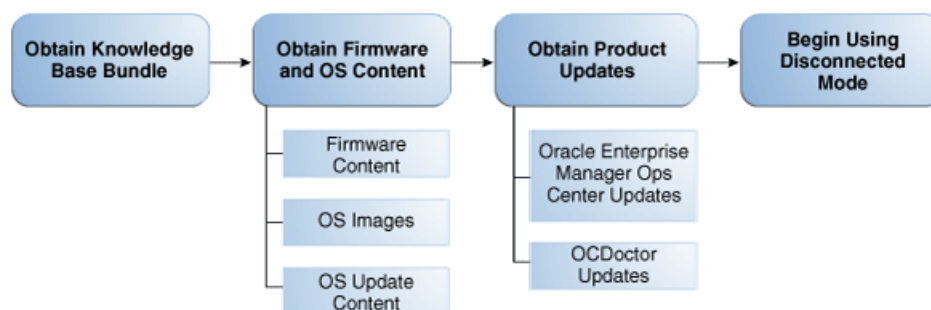 Obtain Knowledge
Base Bundle
Obtain Firmware
and OS Content
Firmware
Content
OS Images
OS Update
Content
Obtain Product
Updates
Oracle Enterprise
Manager Ops
Center Updates
OCDoctor
Updates
Begin Using
Disconnected
Mode